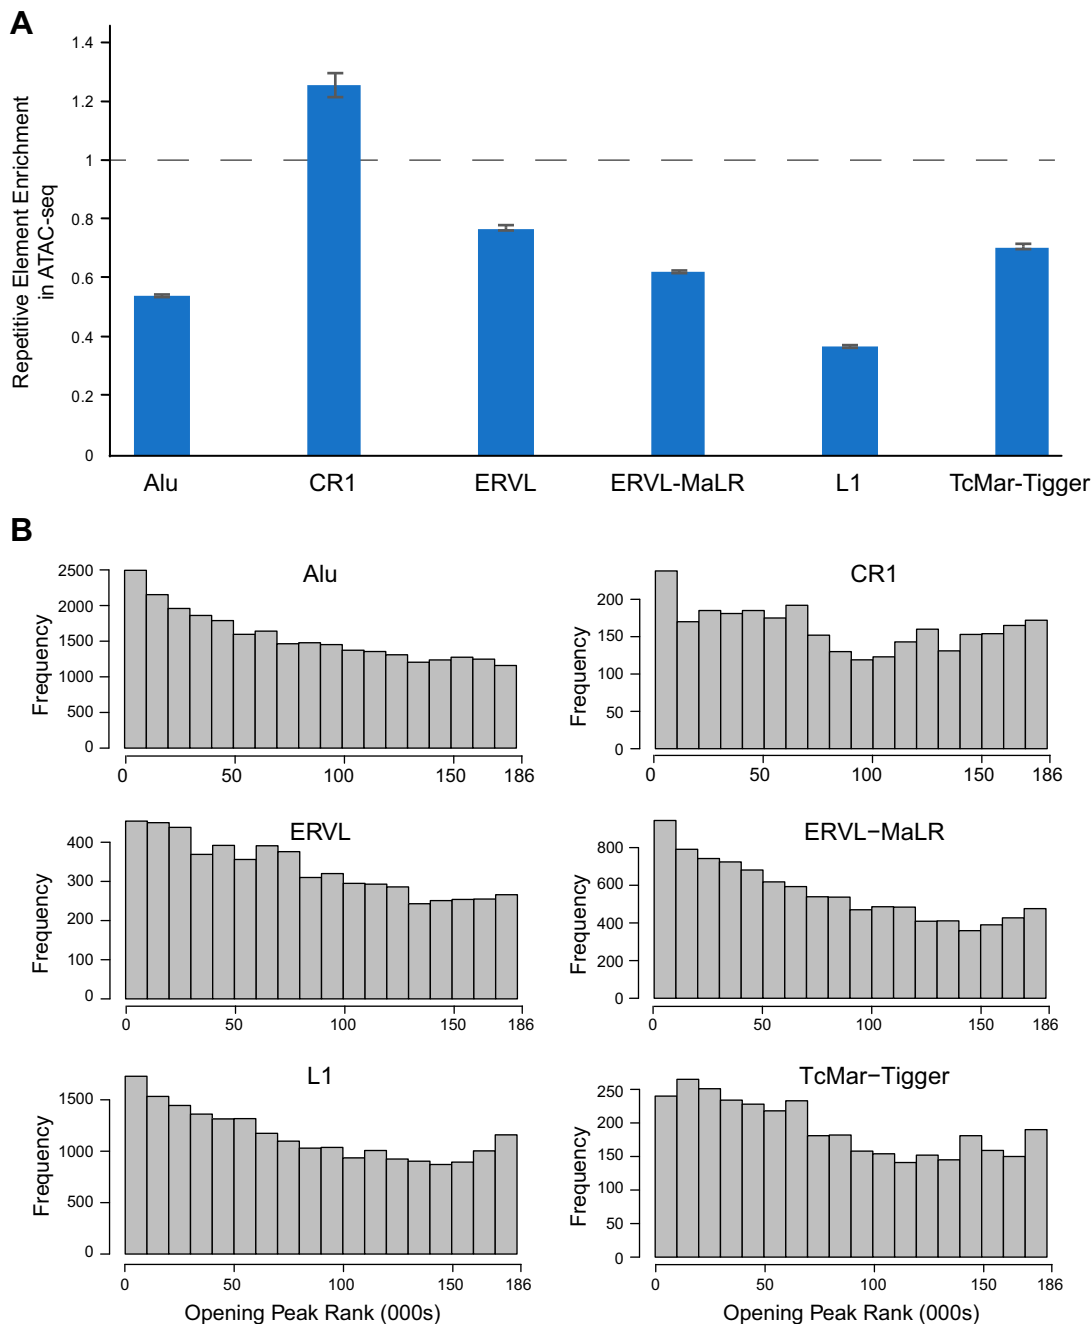 A
Repetitive Element Enrichment
in ATAC-seq
1.4
1.2
1
0.8
0.6
0.4
0.2
0
Alu CR1 ERVL ERVL-MaLR L1 TcMar-Tigger
B
Alu
Frequency
2500
2000
1500
1000
500
0
0 50 100 150 186
CR1
Frequency
200
150
100
50
0
0 50 100 150 186
ERVL
Frequency
400
300
200
100
0
0 50 100 150 186
ERVL−MaLR
Frequency
800
600
400
200
0
0 50 100 150 186
L1
Frequency
1500
1000
500
0
0 50 100 150 186
Opening Peak Rank (000s)
TcMar−Tigger
Frequency
250
200
150
100
50
0
0 50 100 150 186
Opening Peak Rank (000s)